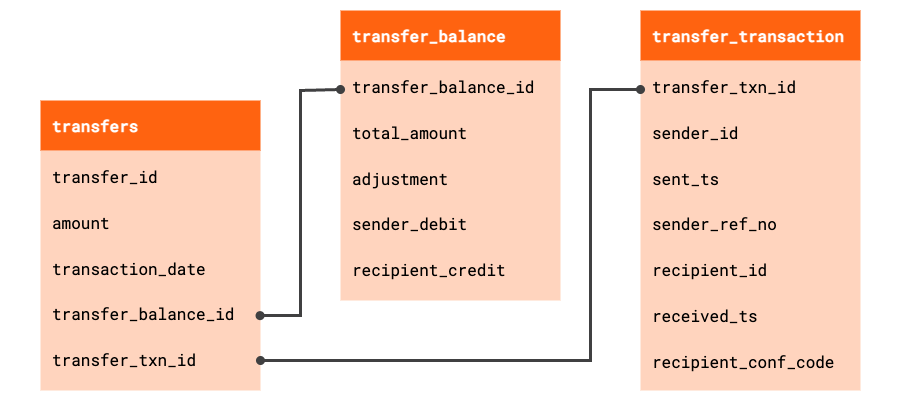 transfers
transfer_id
amount
transaction_date
transfer_balance_id
transfer_txn_id
transfer_balance
transfer_balance_id
total_amount
adjustment
sender_debit
recipient_credit
transfer_transaction
transfer_txn_id
sender_id
sent_ts
sender_ref_no
recipient_id
received_ts
recipient_conf_code